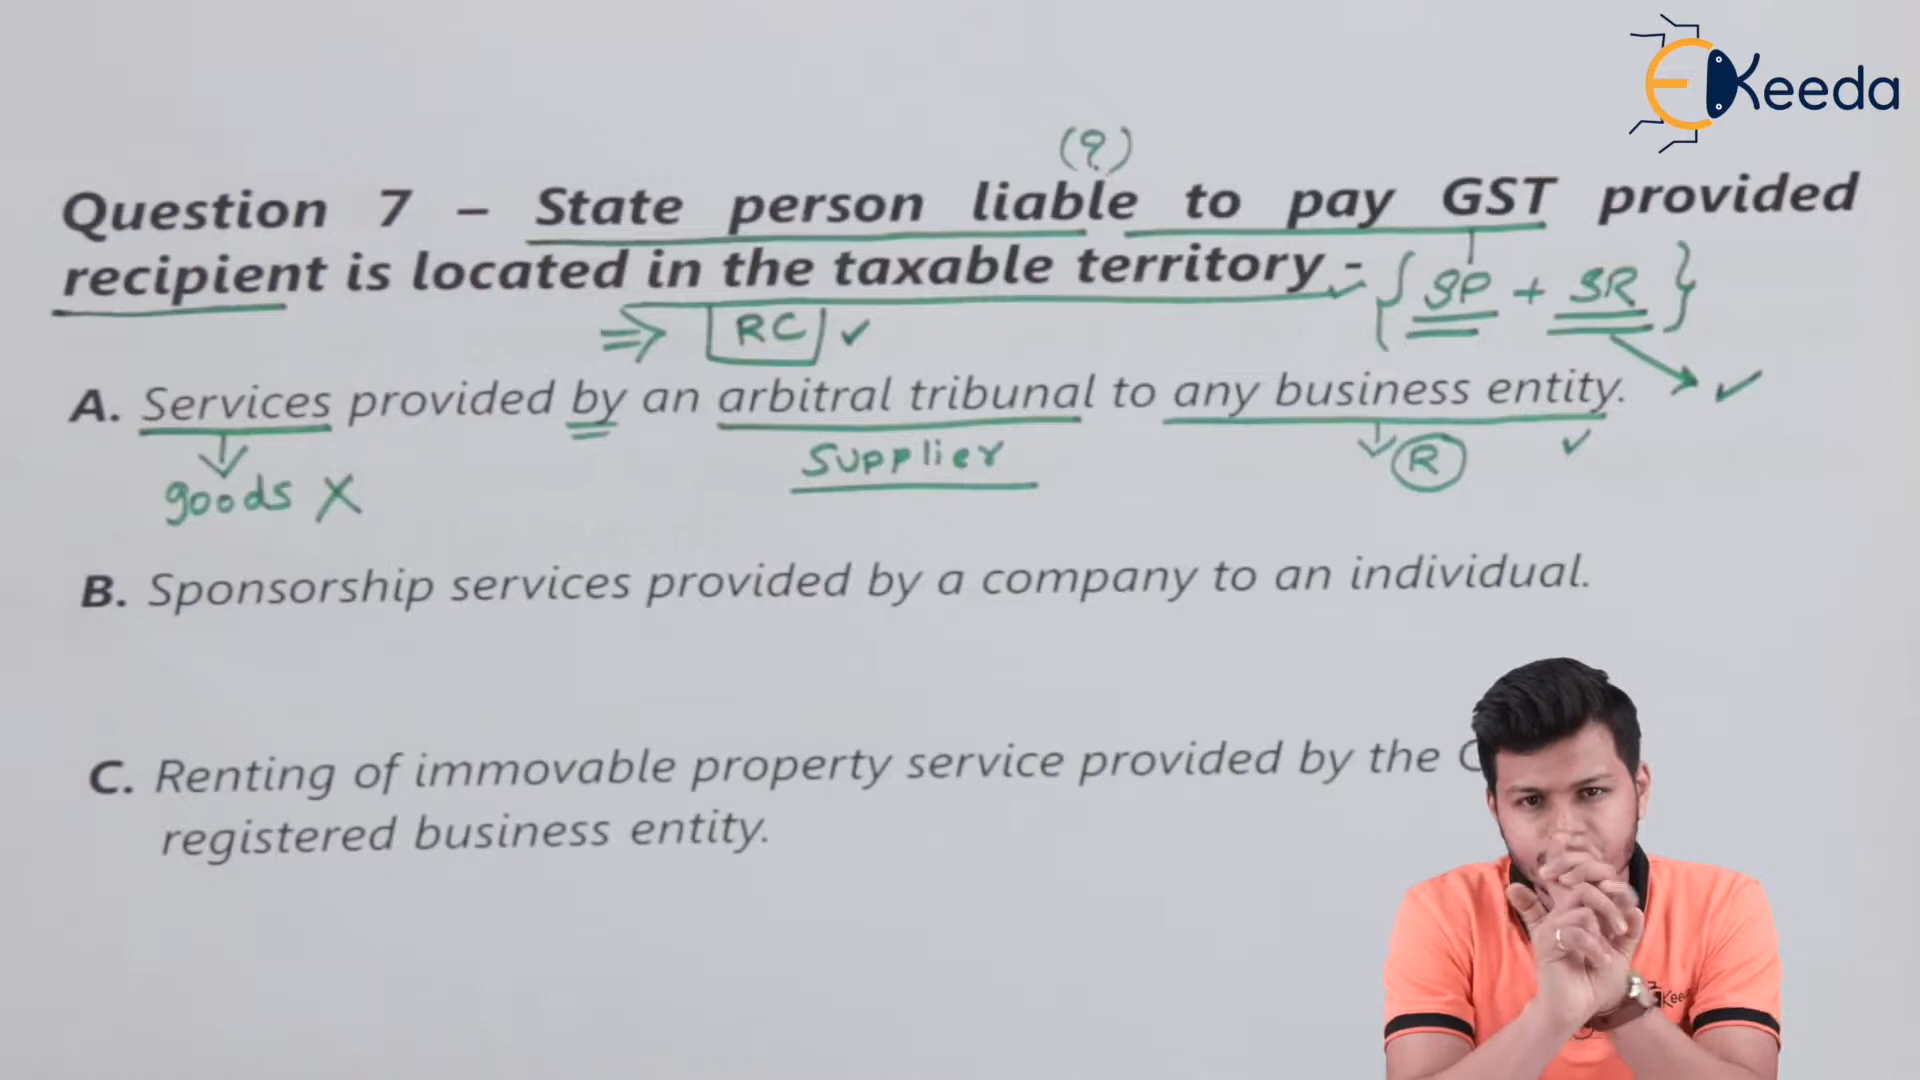 EKeeda
(?)
Question 7 – State person liable to pay GST provided
recipient is located in the taxable territory -
{ SP + SR }
⇒ RC ✓
A. Services provided by an arbitral tribunal to any business entity. ✓
Supplier
R ✓
goods X
B. Sponsorship services provided by a company to an individual.
C. Renting of immovable property service provided by the
registered business entity.
Keeda